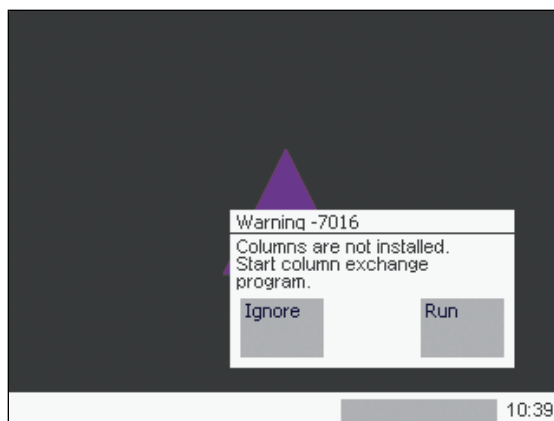 Warning -7016
Columns are not installed.
Start column exchange
program.
Ignore
Run
10:39